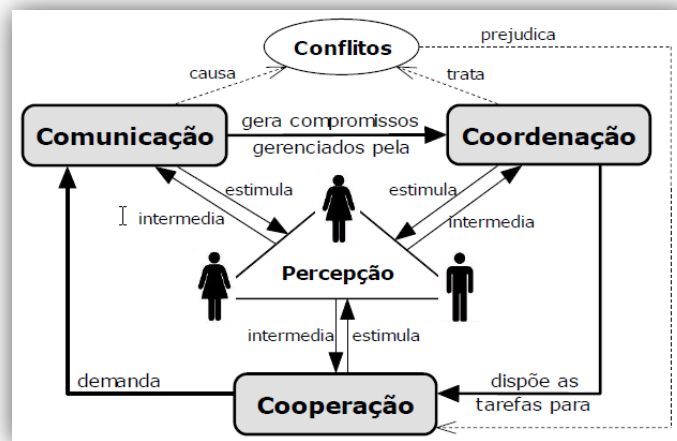 Conflitos
prejudica
causa
trata
Comunicação
gera compromissos
gerenciados pela
Coordenação
estimula
estimula
intermedia
intermedia
Percepção
intermedia
estimula
demanda
dispõe as
tarefas para
Cooperação